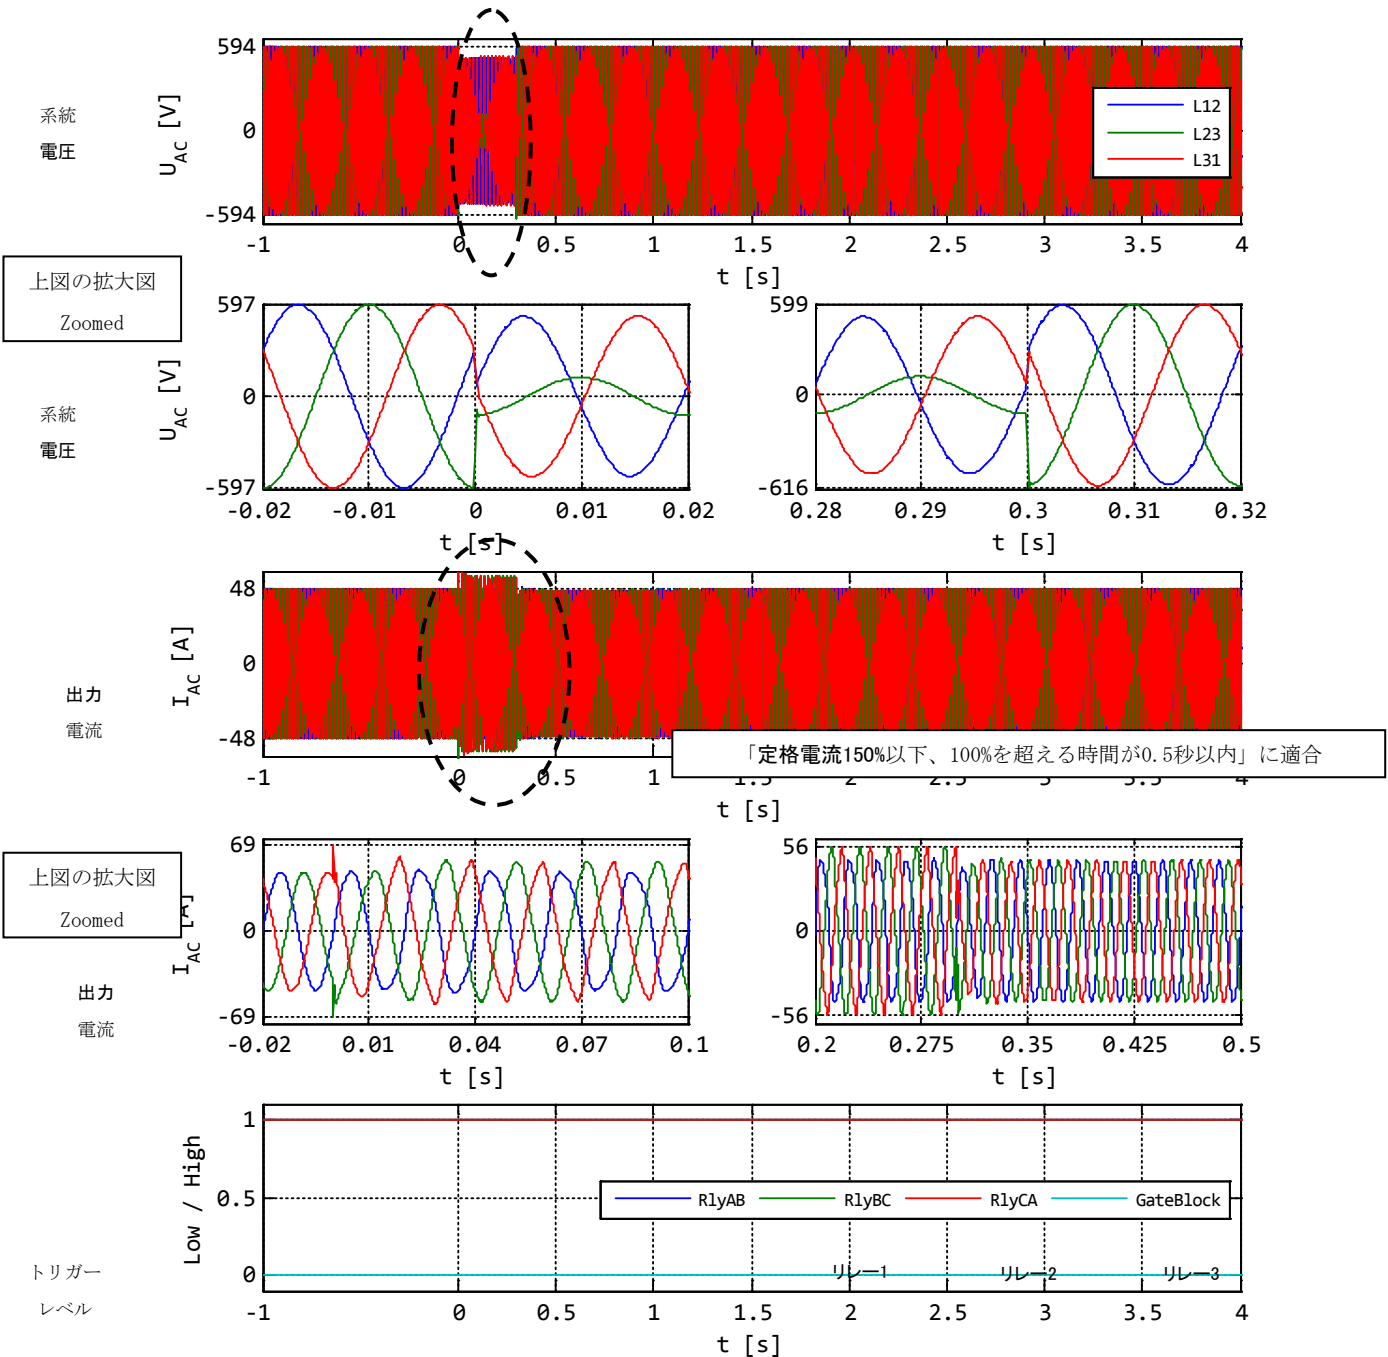 594
0
-594
U_AC [V]
系統
電圧
L12
L23
L31
-1
0
0.5
1
1.5
2
2.5
3
3.5
4
t [s]
上図の拡大図
Zoomed
597
0
-597
U_AC [V]
系統
電圧
-0.02
-0.01
0
0.01
0.02
t [s]
599
0
-616
0.28
0.29
0.3
0.31
0.32
t [s]
48
0
-48
I_AC [A]
出力
電流
「定格電流150%以下、100%を超える時間が0.5秒以内」に適合
-1
0
0.5
1
1.5
2
2.5
3
3.5
4
t [s]
上図の拡大図
Zoomed
69
0
-69
I_AC [A]
出力
電流
-0.02
0.01
0.04
0.07
0.1
t [s]
56
0
-56
0.2
0.275
0.35
0.425
0.5
t [s]
1
0.5
0
Low / High
RlyAB
RlyBC
RlyCA
GateBlock
トリガー
レベル
リレー1
リレー2
リレー3
-1
0
0.5
1
1.5
2
2.5
3
3.5
4
t [s]